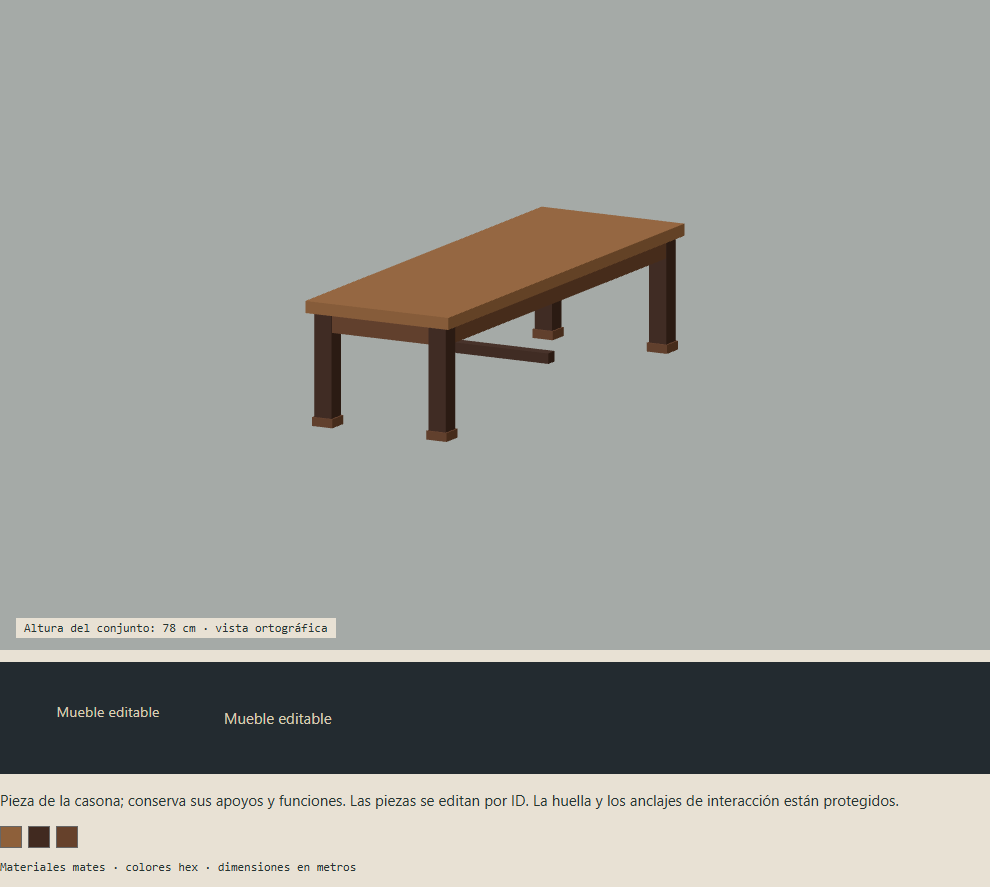 Altura del conjunto: 78 cm · vista ortográfica
Mueble editable
Mueble editable
Pieza de la casona; conserva sus apoyos y funciones. Las piezas se editan por ID. La huella y los anclajes de interacción están protegidos.
Materiales mates · colores hex · dimensiones en metros